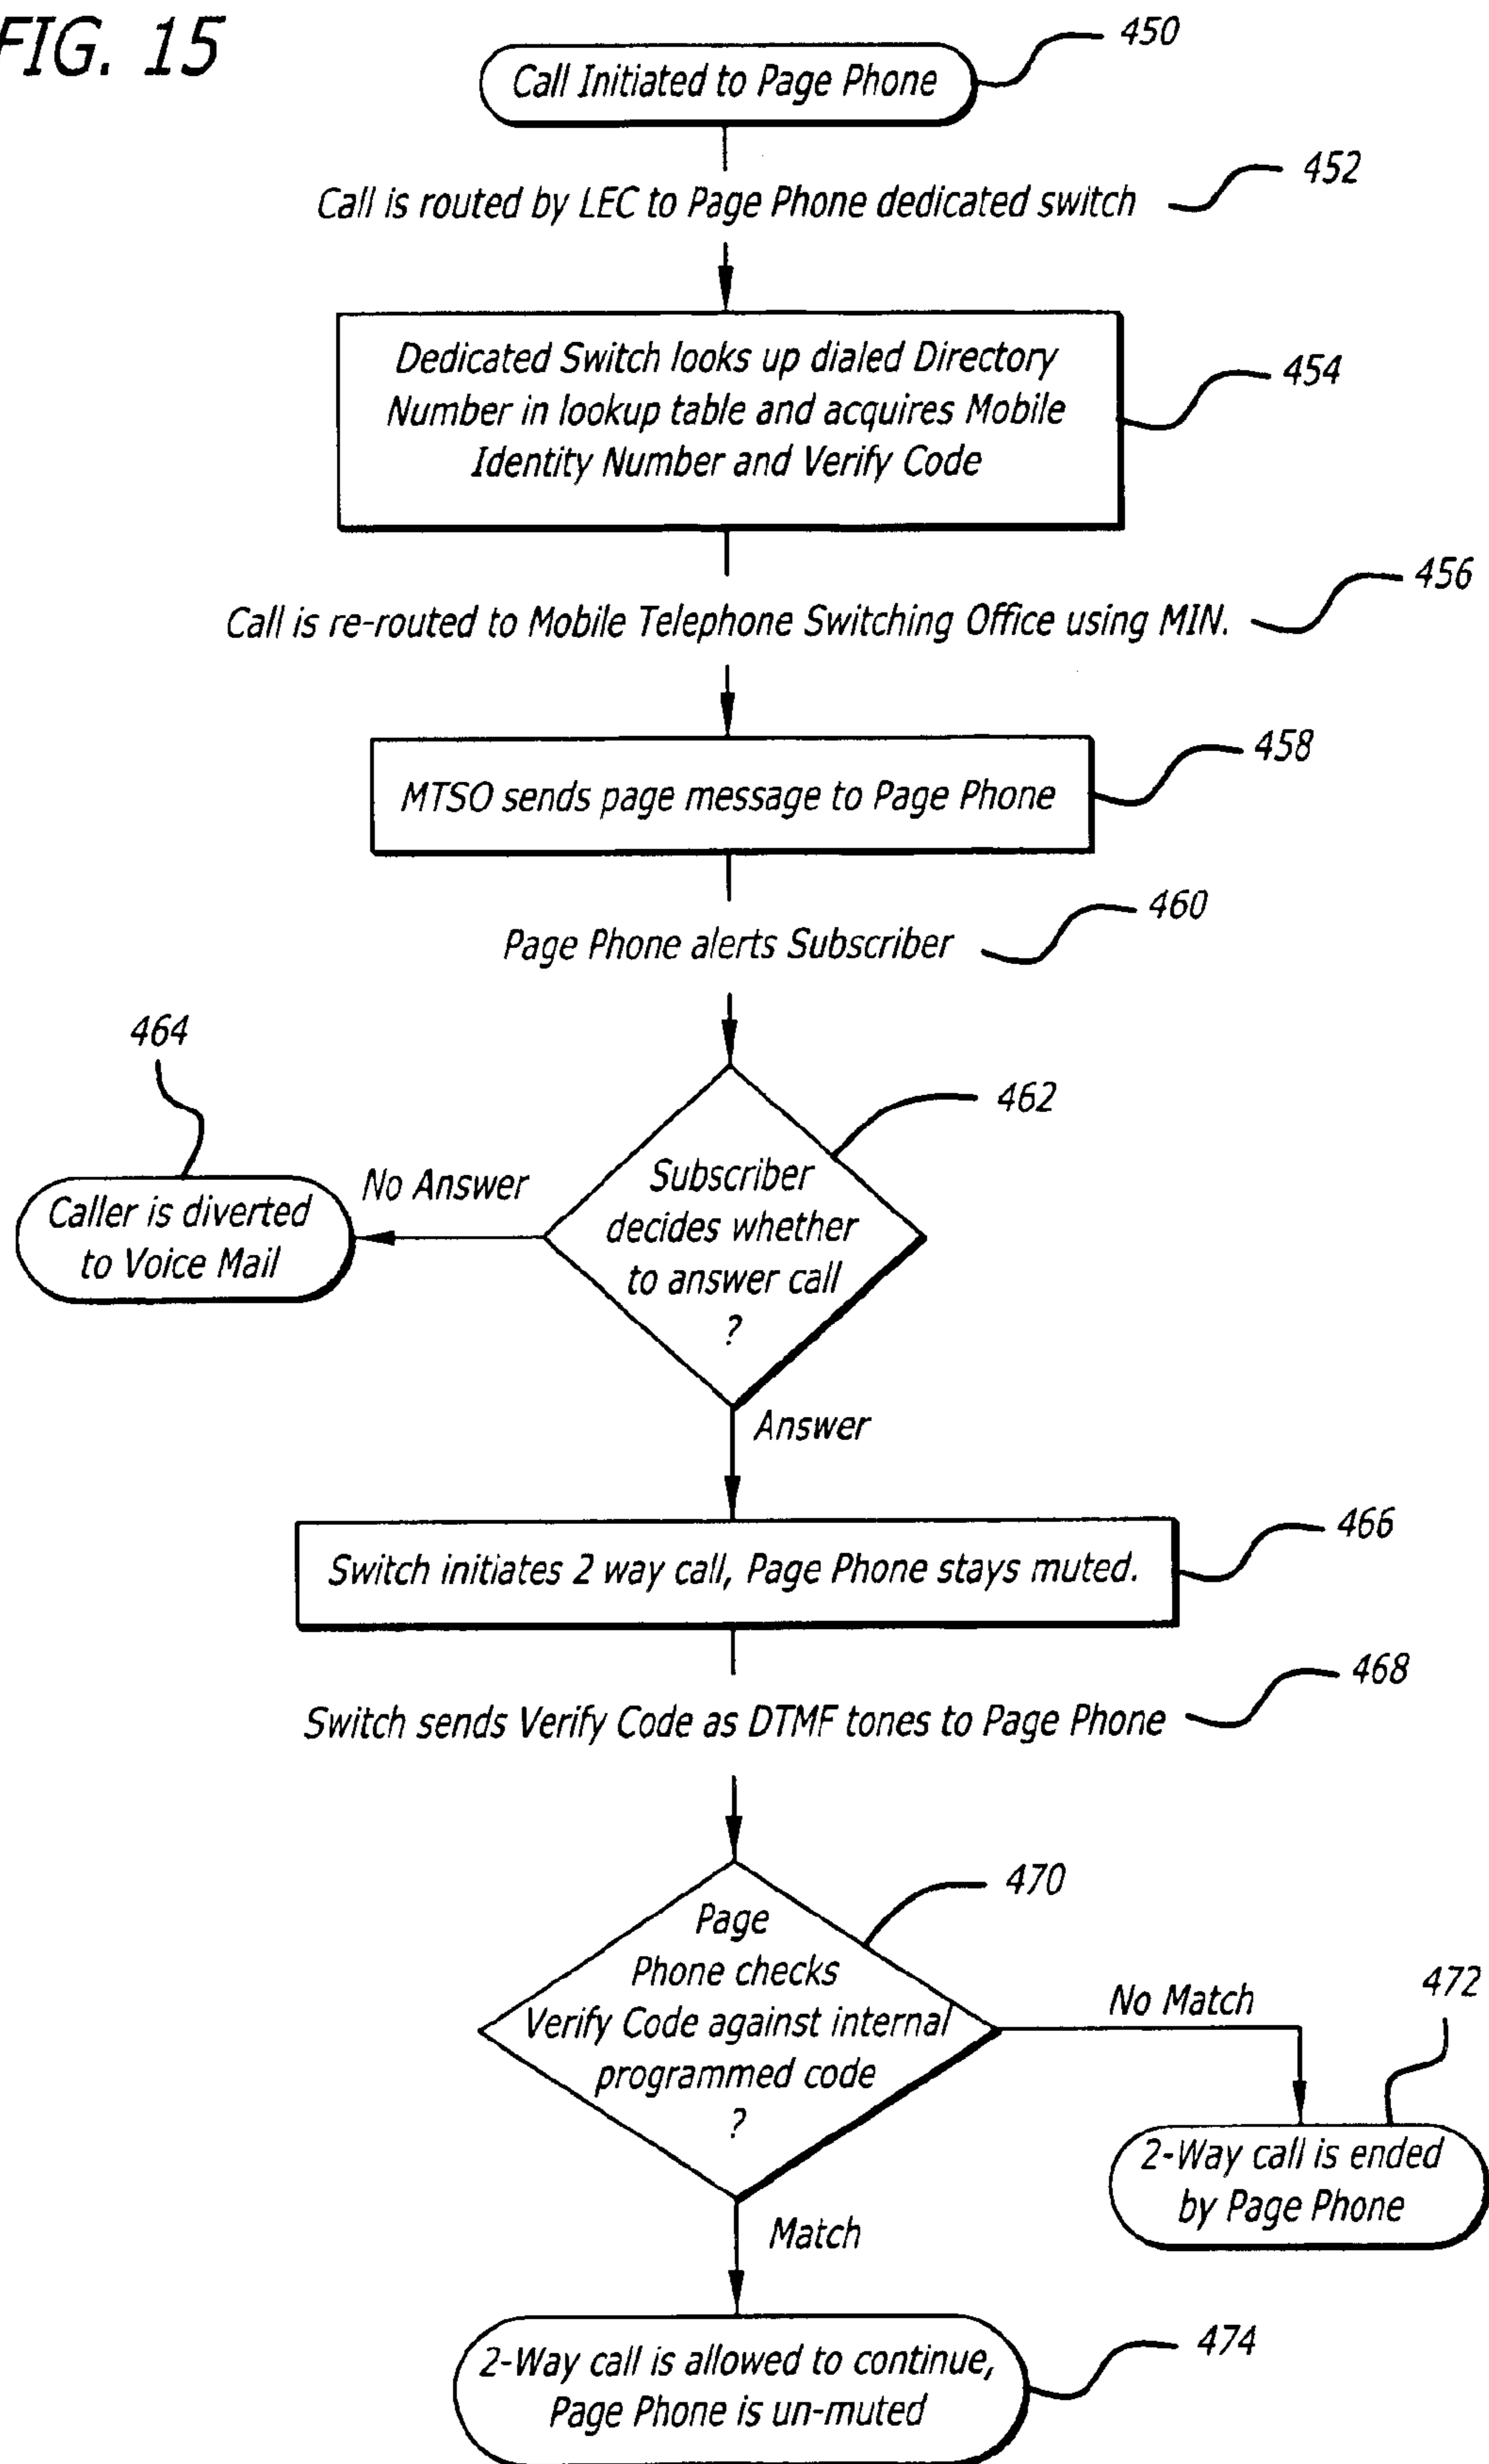 FIG. 15
450
Call Initiated to Page Phone
452
Call is routed by LEC to Page Phone dedicated switch
454
Dedicated Switch looks up dialed Directory
Number in lookup table and acquires Mobile
Identity Number and Verify Code
456
Call is re-routed to Mobile Telephone Switching Office using MIN.
458
MTSO sends page message to Page Phone
460
Page Phone alerts Subscriber
464
462
No Answer
Caller is diverted
to Voice Mail
Subscriber
decides whether
to answer call
?
Answer
466
Switch initiates 2 way call, Page Phone stays muted.
468
Switch sends Verify Code as DTMF tones to Page Phone
470
Page
Phone checks
Verify Code against internal
programmed code
?
No Match
472
2-Way call is ended
by Page Phone
Match
474
2-Way call is allowed to continue,
Page Phone is un-muted